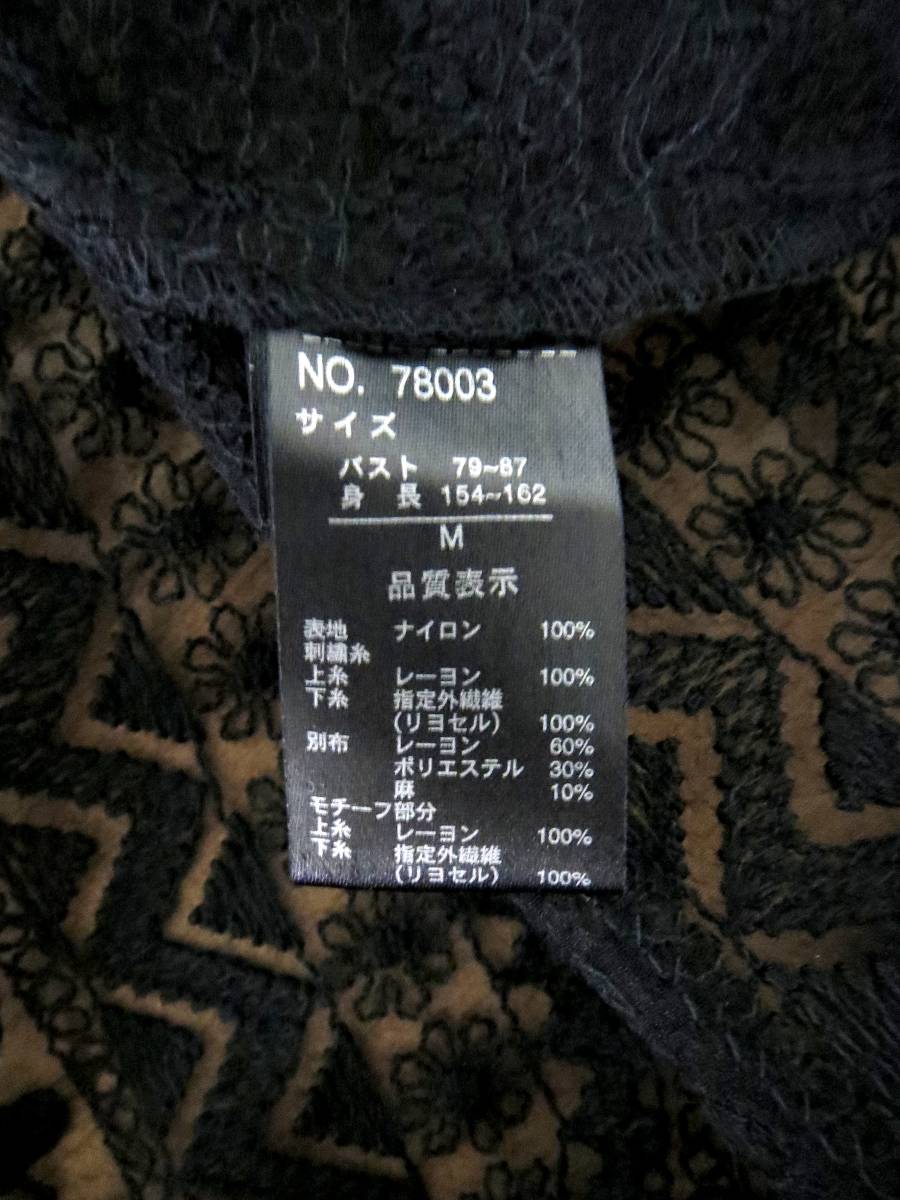 NO. 78003
サイズ
バスト 79~87
身長 154~162
M
品質表示
表地 ナイロン 100%
刺繍糸
上糸 レーヨン 100%
下糸 指定外繊維
(リヨセル) 100%
別布 レーヨン 60%
ポリエステル 30%
麻 10%
モチーフ部分
上糸 レーヨン 100%
下糸 指定外繊維
(リヨセル) 100%